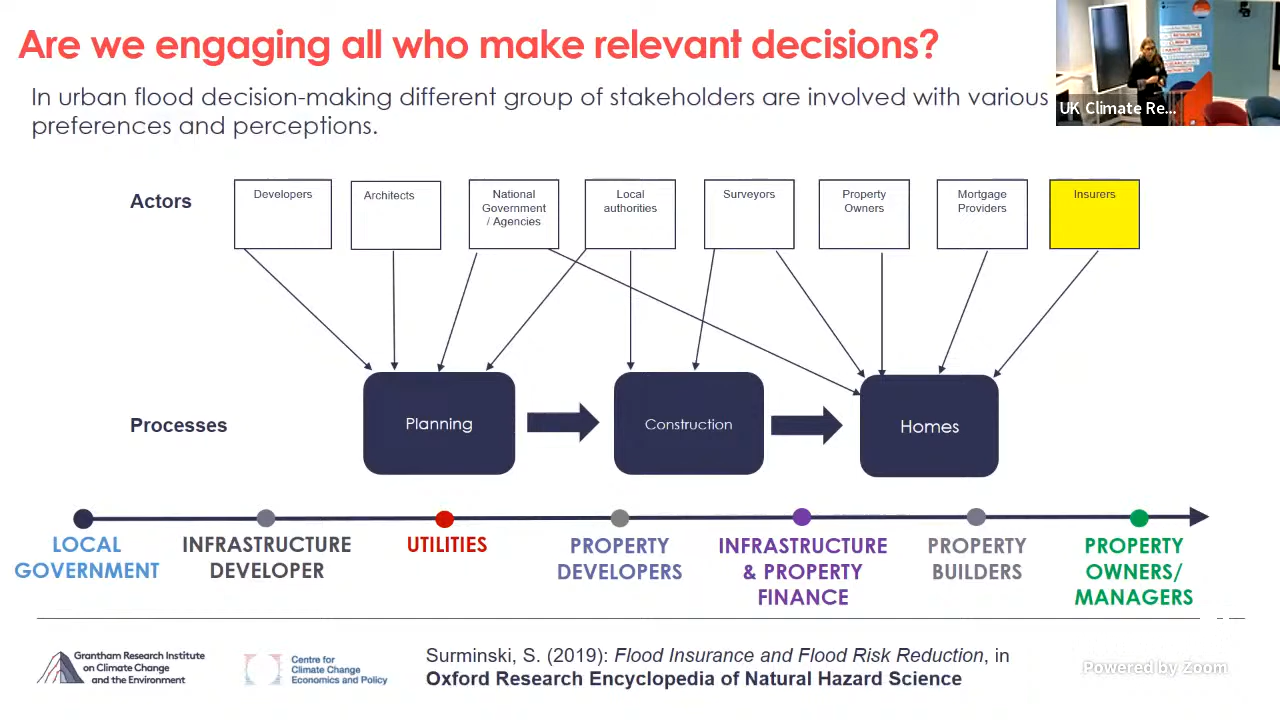 Are we engaging all who make relevant decisions?
In urban flood decision-making different group of stakeholders are involved with various
preferences and perceptions.
UK Climate Re...
Actors
Developers
Architects
National
Government
/ Agencies
Local
authorities
Surveyors
Property
Owners
Mortgage
Providers
Insurers
Processes
Planning
Construction
Homes
LOCAL
GOVERNMENT
INFRASTRUCTURE
DEVELOPER
UTILITIES
PROPERTY
DEVELOPERS
INFRASTRUCTURE
& PROPERTY
FINANCE
PROPERTY
BUILDERS
PROPERTY
OWNERS/
MANAGERS
Grantham Research Institute
on Climate Change
and the Environment
Centre for
Climate Change
Economics and Policy
Surminski, S. (2019): Flood Insurance and Flood Risk Reduction, in
Oxford Research Encyclopedia of Natural Hazard Science
Powered by Zoom